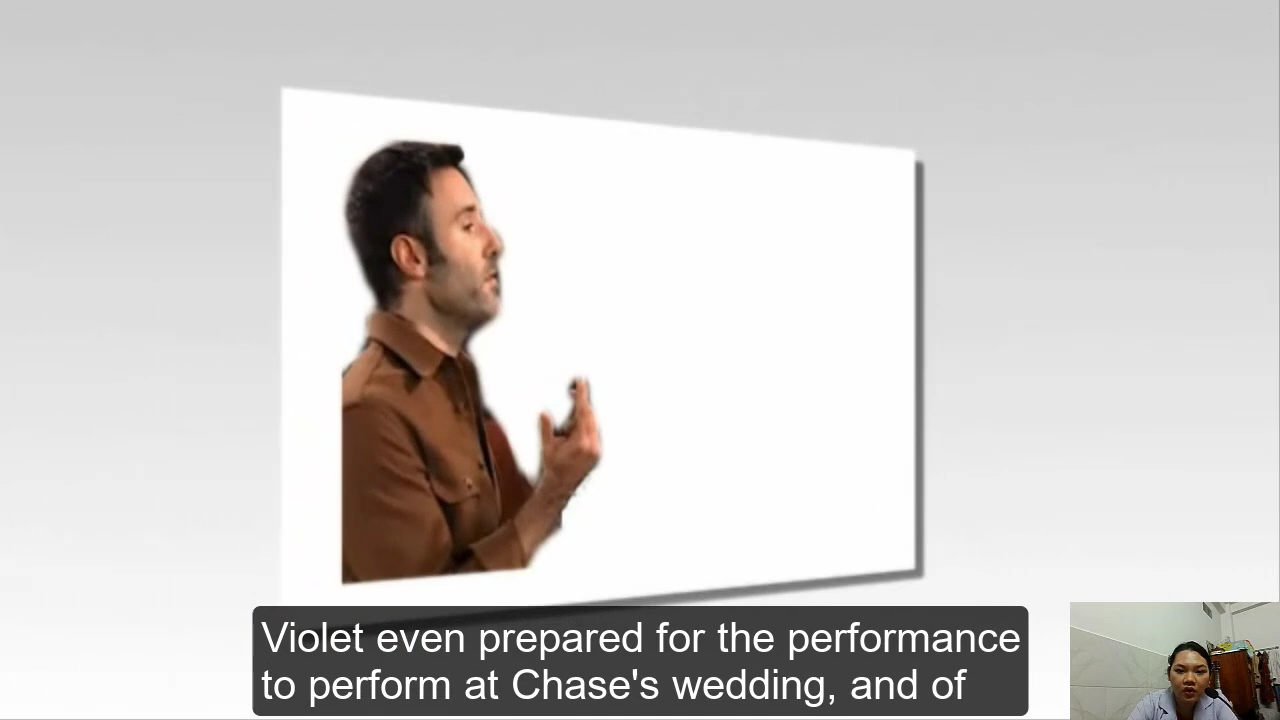 Violet even prepared for the performance
to perform at Chase's wedding, and of